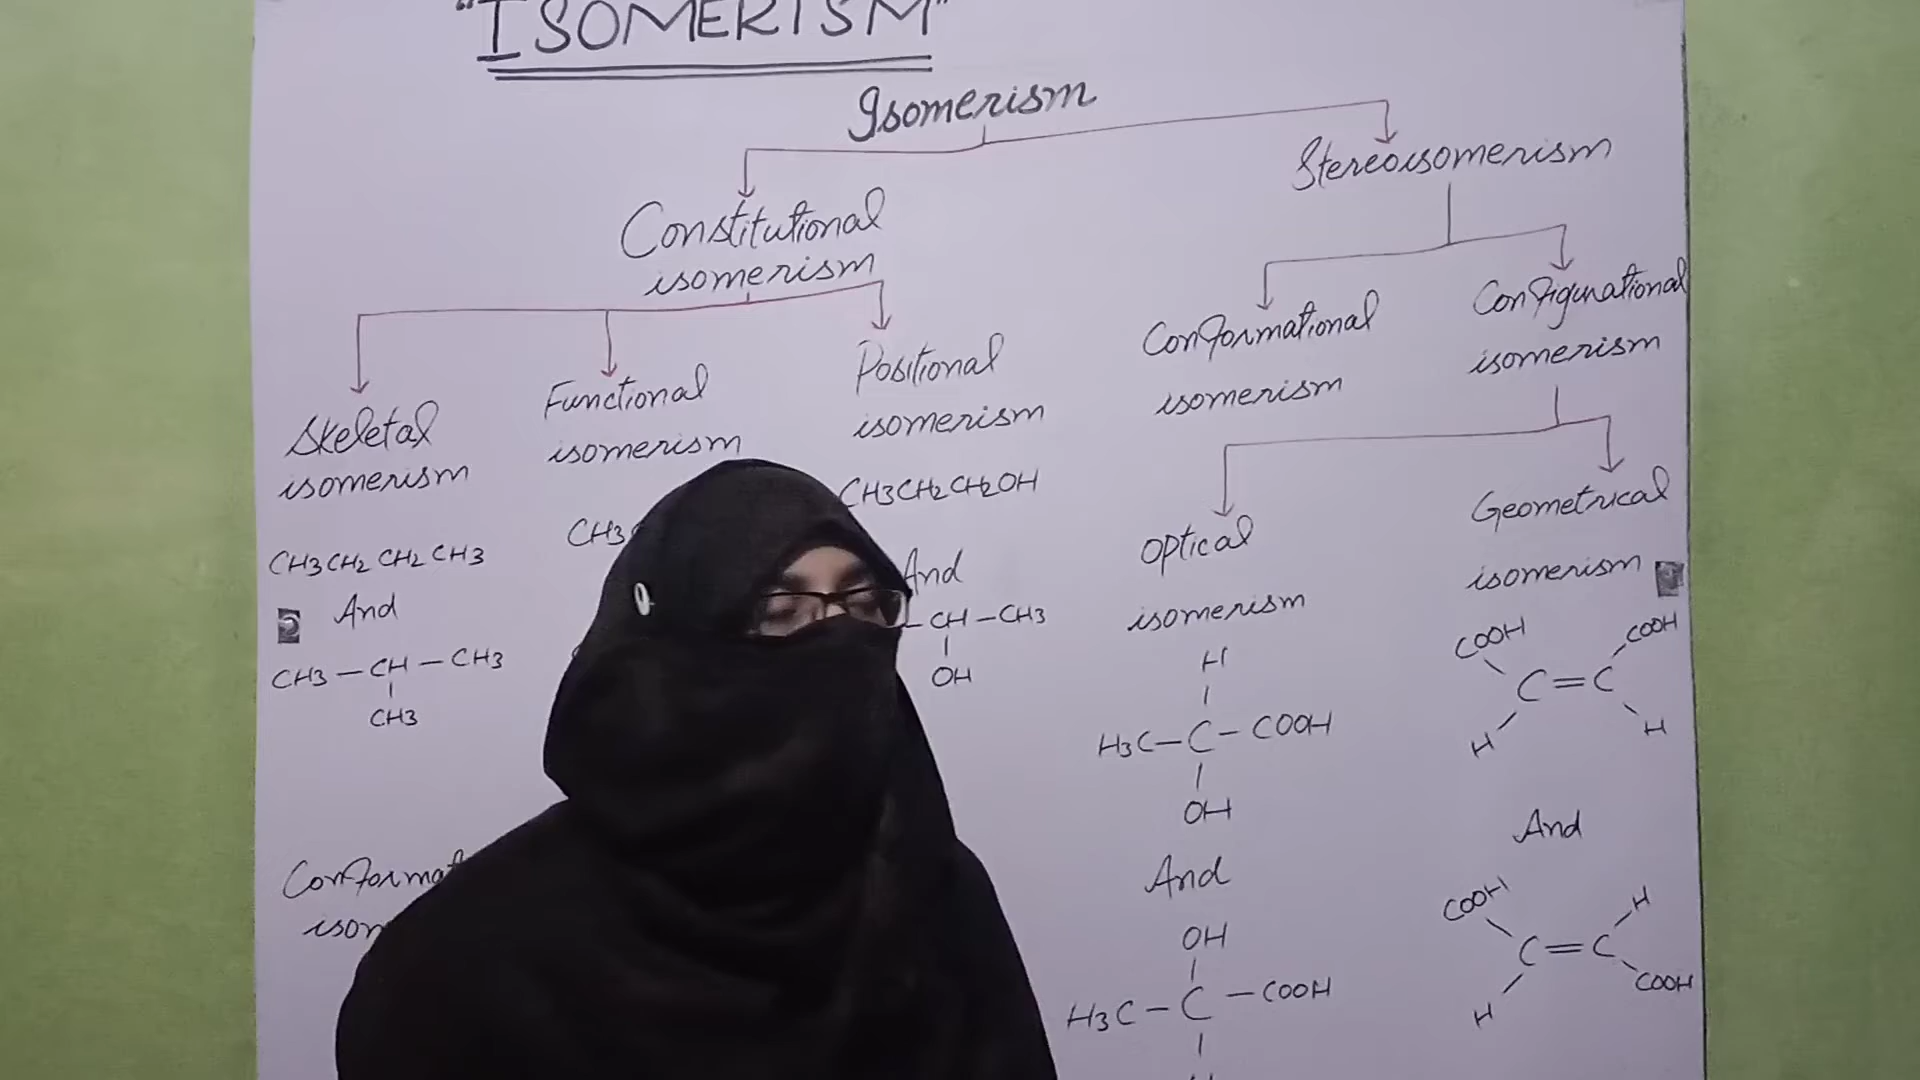 "ISOMERISM"
Isomerism
Constitutional
isomerism
Stereoisomerism
Skeletal
isomerism
CH3CH2CH2CH3
And
CH3 — CH — CH3
CH3
Functional
isomerism
CH3
Positional
isomerism
CH3CH2CH2OH
And
— CH — CH3
OH
Conformational
isomerism
Configurational
isomerism
Optical
isomerism
H
H3C — C — COOH
OH
And
OH
H3C — C — COOH
Geometrical
isomerism
COOH COOH
C=C
H H
And
COOH H
C=C
H COOH